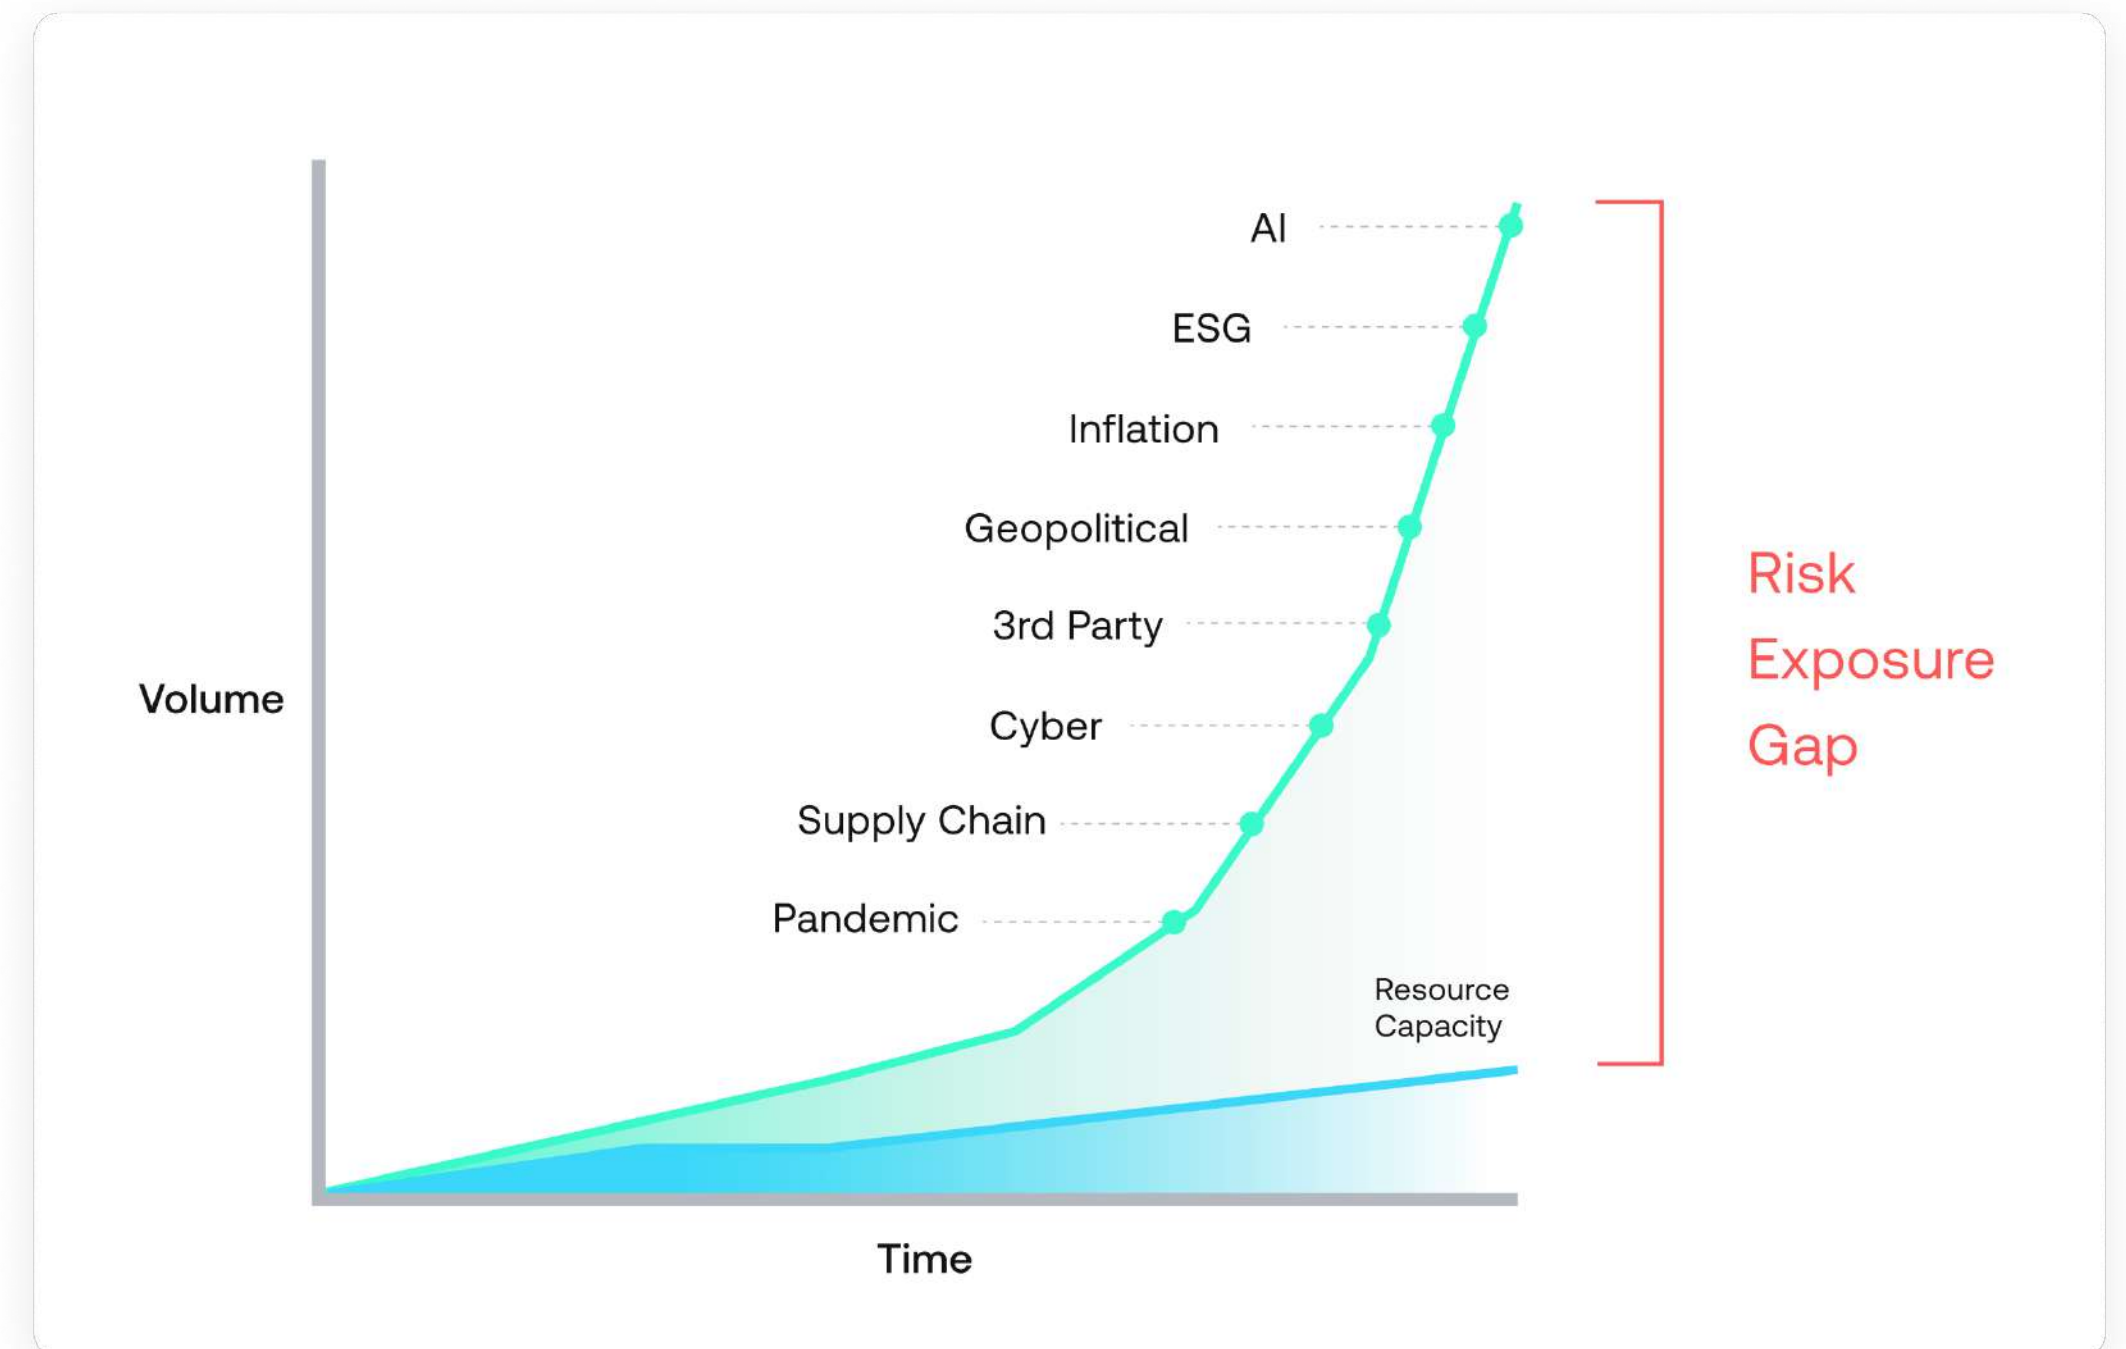 AI
ESG
Inflation
Geopolitical
3rd Party
Cyber
Supply Chain
Pandemic
Volume
Resource
Capacity
Risk
Exposure
Gap
Time